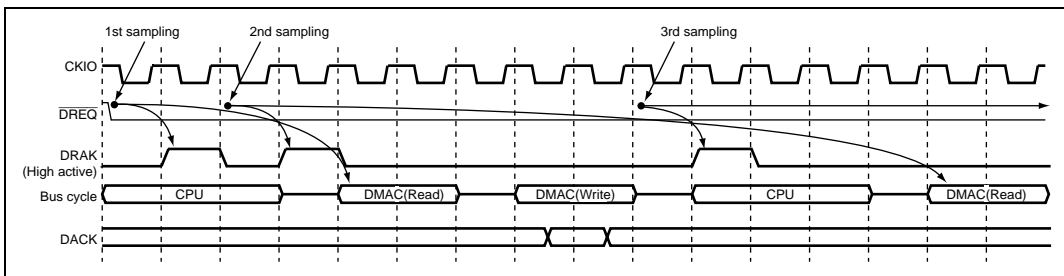 1st sampling 2nd sampling 3rd sampling
CKIO
DREQ
DRAK
(High active)
Bus cycle CPU DMAC(Read) DMAC(Write) CPU DMAC(Read)
DACK